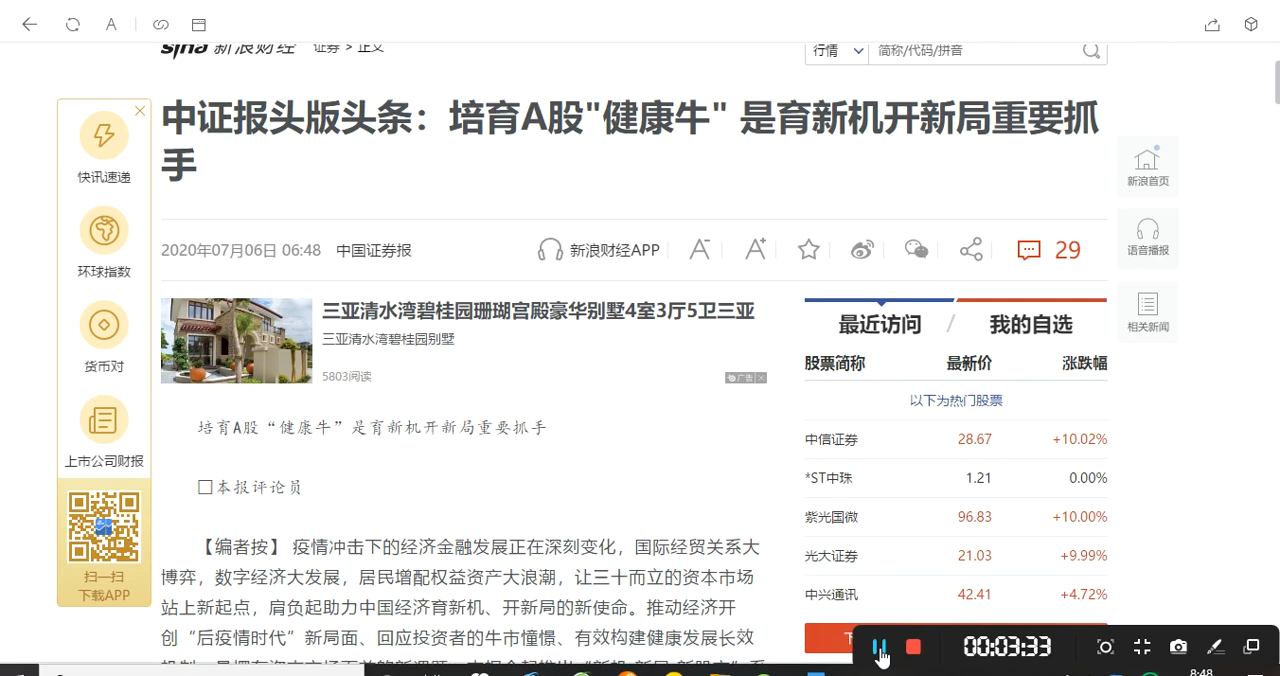 A
sina 新浪财经 证券 > 正文
行情 简称/代码/拼音
中证报头版头条：培育A股"健康牛" 是育新机开新局重要抓
手
快讯速递
环球指数
货币对
上市公司财报
扫一扫
下载APP
新浪首页
语音播报
相关新闻
2020年07月06日 06:48 中国证券报 新浪财经APP A- A+ 29
三亚清水湾碧桂园珊瑚宫殿豪华别墅4室3厅5卫三亚
三亚清水湾碧桂园别墅
5803阅读 广告
培育A股“健康牛”是育新机开新局重要抓手
□本报评论员
【编者按】 疫情冲击下的经济金融发展正在深刻变化，国际经贸关系大
博弈，数字经济大发展，居民增配权益资产大浪潮，让三十而立的资本市场
站上新起点，肩负起助力中国经济育新机、开新局的新使命。推动经济开
创“后疫情时代”新局面、回应投资者的牛市憧憬、有效构建健康发展长效
最近访问 / 我的自选
股票简称 最新价 涨跌幅
以下为热门股票
中信证券 28.67 +10.02%
*ST中珠 1.21 0.00%
紫光国微 96.83 +10.00%
光大证券 21.03 +9.99%
中兴通讯 42.41 +4.72%
下
00:03:33
8:48